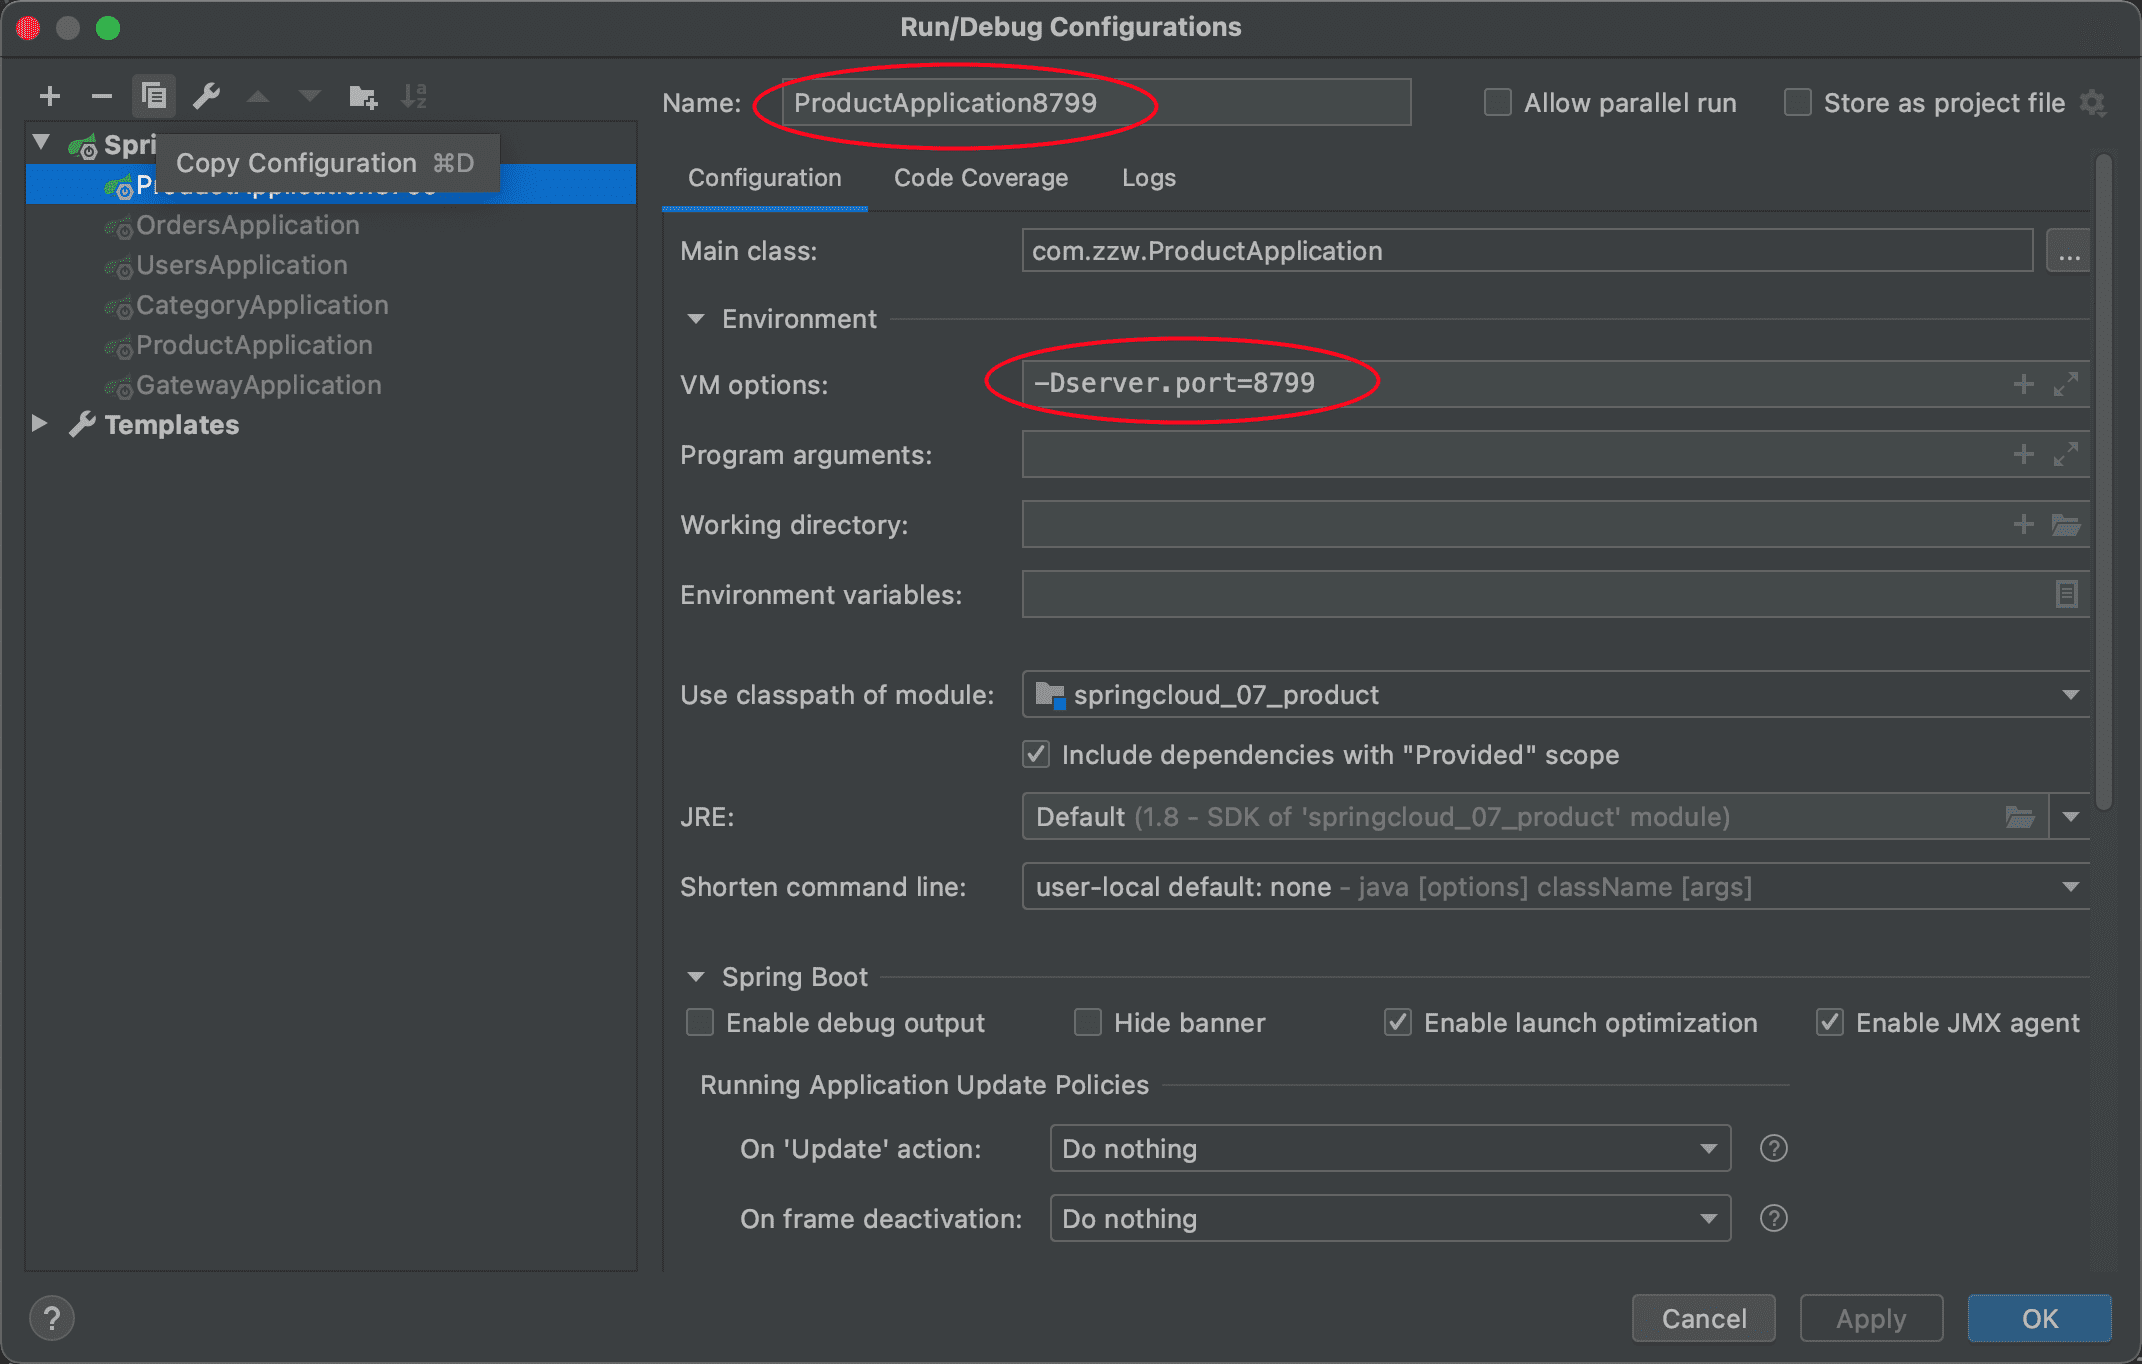 Run/Debug Configurations
Name: ProductApplication8799
Allow parallel run
Store as project file
Copy Configuration ⌘D
OrdersApplication
UsersApplication
CategoryApplication
ProductApplication
GatewayApplication
Templates
Configuration Code Coverage Logs
Main class: com.zzw.ProductApplication ...
Environment
VM options: -Dserver.port=8799
Program arguments:
Working directory:
Environment variables:
Use classpath of module: springcloud_07_product
Include dependencies with "Provided" scope
JRE: Default (1.8 - SDK of 'springcloud_07_product' module)
Shorten command line: user-local default: none - java [options] className [args]
Spring Boot
Enable debug output Hide banner Enable launch optimization Enable JMX agent
Running Application Update Policies
On 'Update' action: Do nothing ?
On frame deactivation: Do nothing ?
? Cancel Apply OK